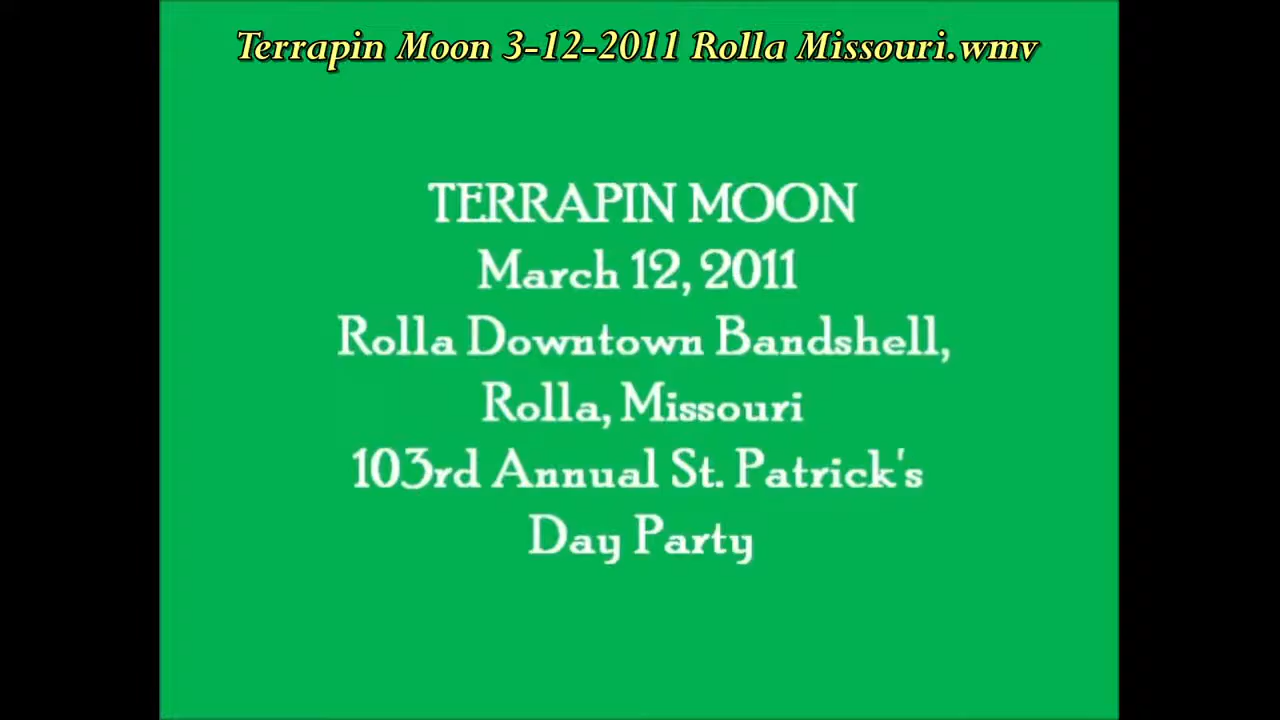 Terrapin Moon 3-12-2011 Rolla Missouri.wmv
TERRAPIN MOON
March 12, 2011
Rolla Downtown Bandshell,
Rolla, Missouri
103rd Annual St. Patrick's
Day Party